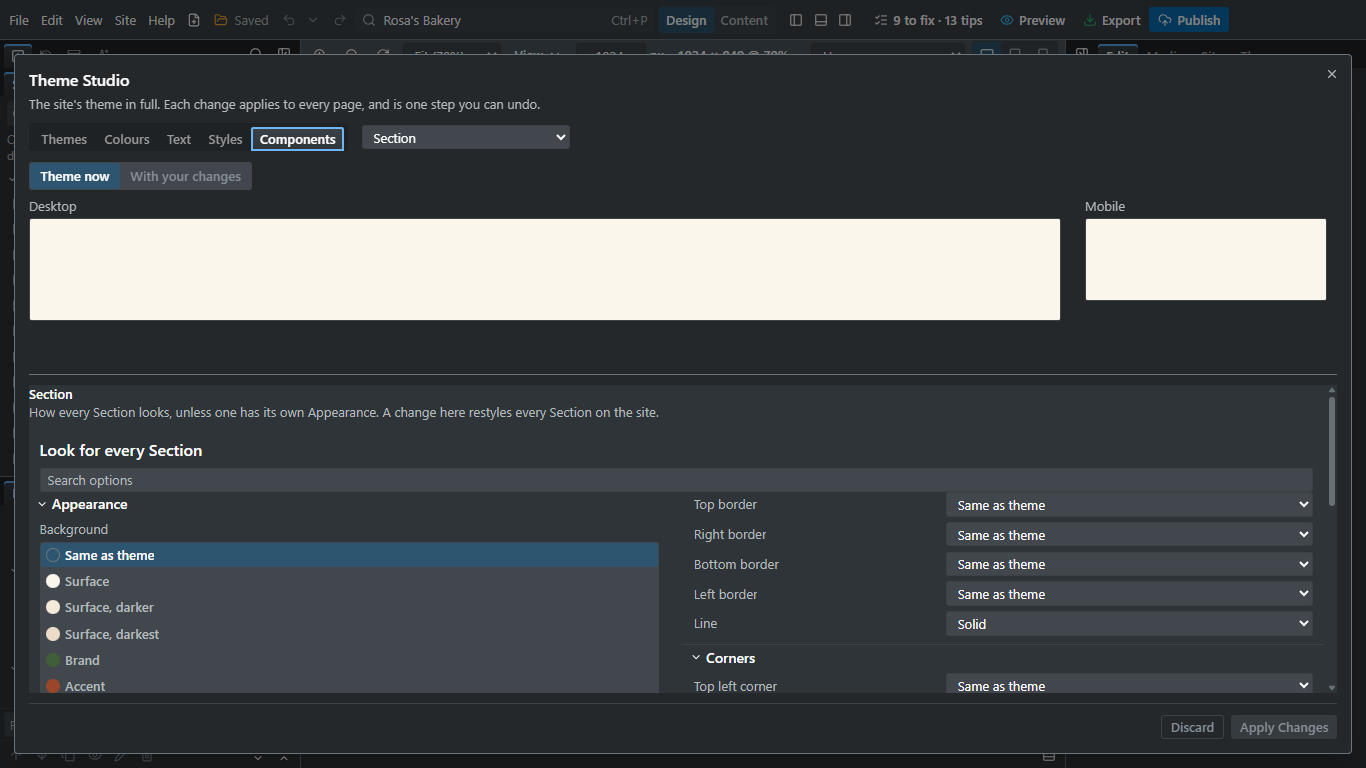 File Edit View Site Help Saved Rosa's Bakery Ctrl+P Design Content 9 to fix · 13 tips Preview Export Publish
Theme Studio
The site's theme in full. Each change applies to every page, and is one step you can undo.
Themes Colours Text Styles Components Section
Theme now With your changes
Desktop Mobile
Section
How every Section looks, unless one has its own Appearance. A change here restyles every Section on the site.
Look for every Section
Search options
Appearance
Background
Same as theme
Surface
Surface, darker
Surface, darkest
Brand
Accent
Top border Same as theme
Right border Same as theme
Bottom border Same as theme
Left border Same as theme
Line Solid
Corners
Top left corner Same as theme
Discard Apply Changes